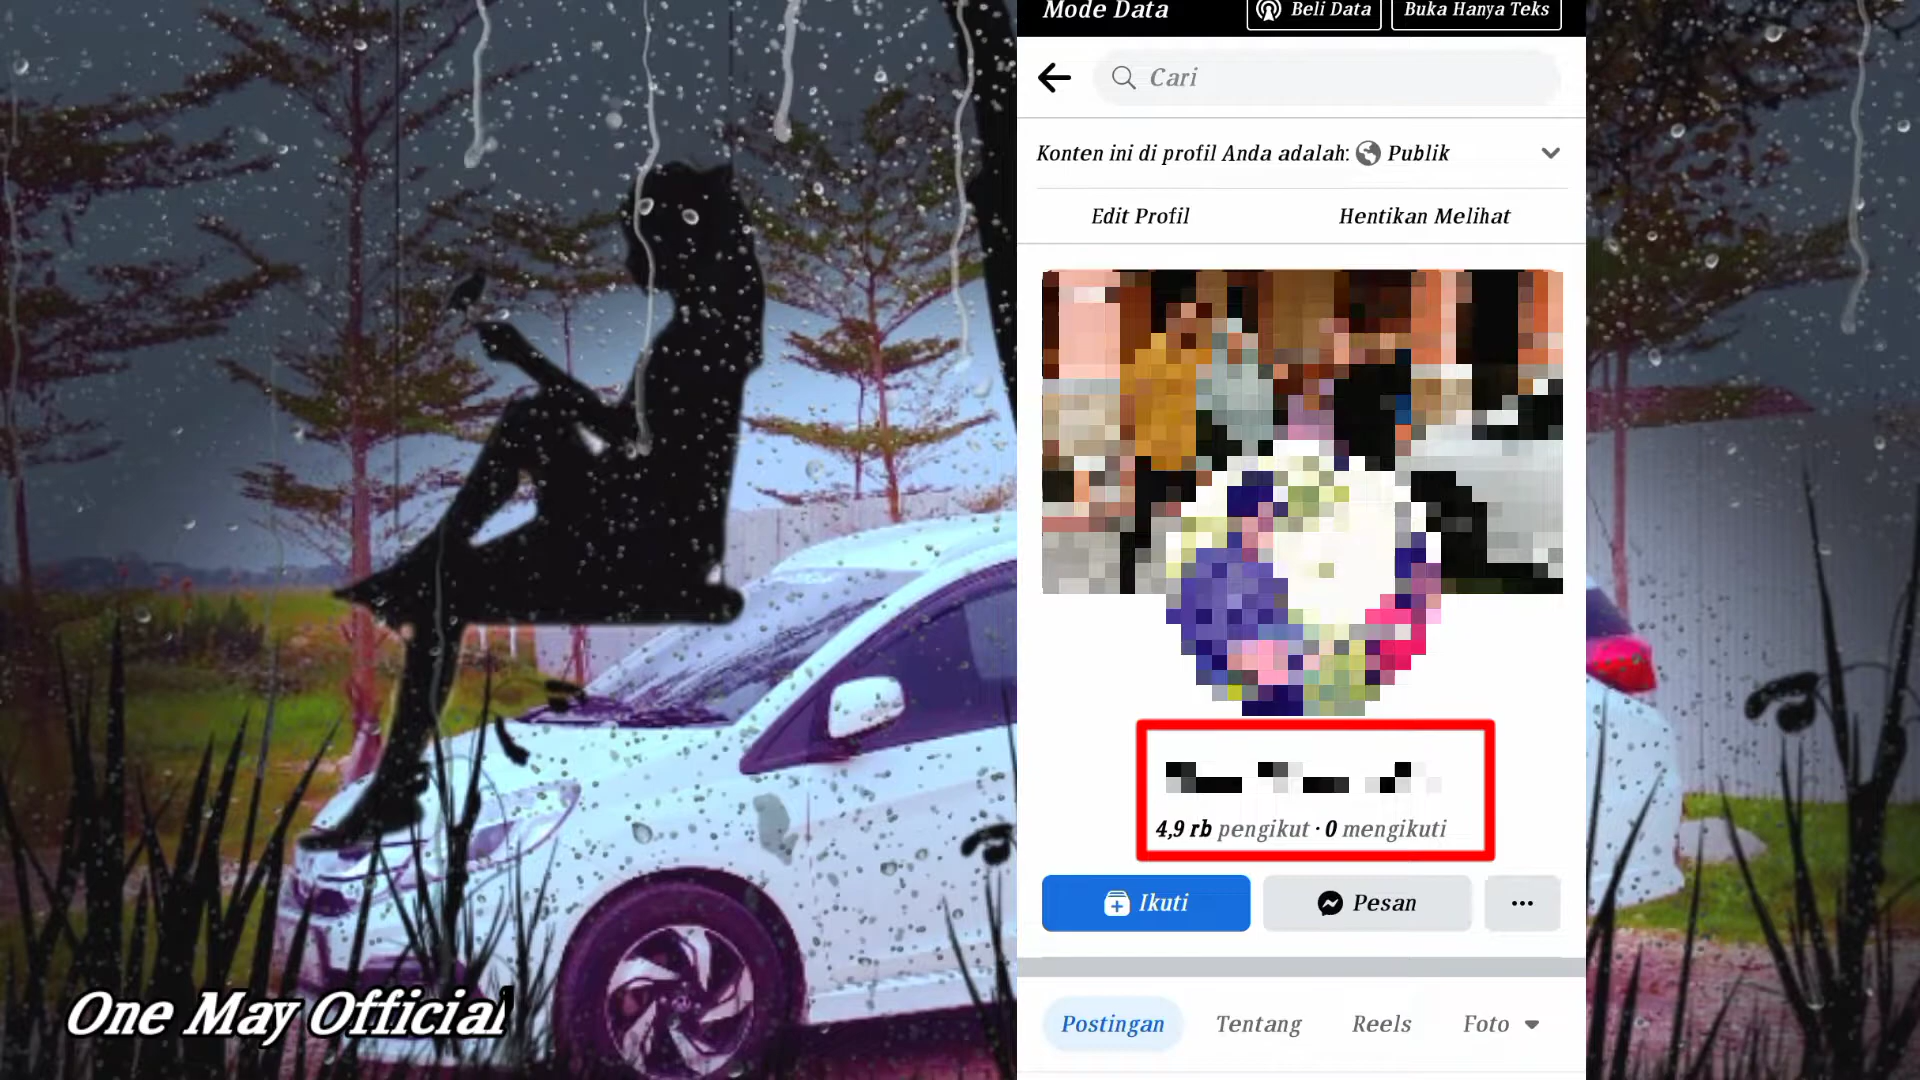 Mode Data
Beli Data
Buka Hanya Teks
Cari
Konten ini di profil Anda adalah: Publik
Edit Profil
Hentikan Melihat
4,9 rb pengikut · 0 mengikuti
Ikuti
Pesan
Postingan
Tentang
Reels
Foto
One May Official